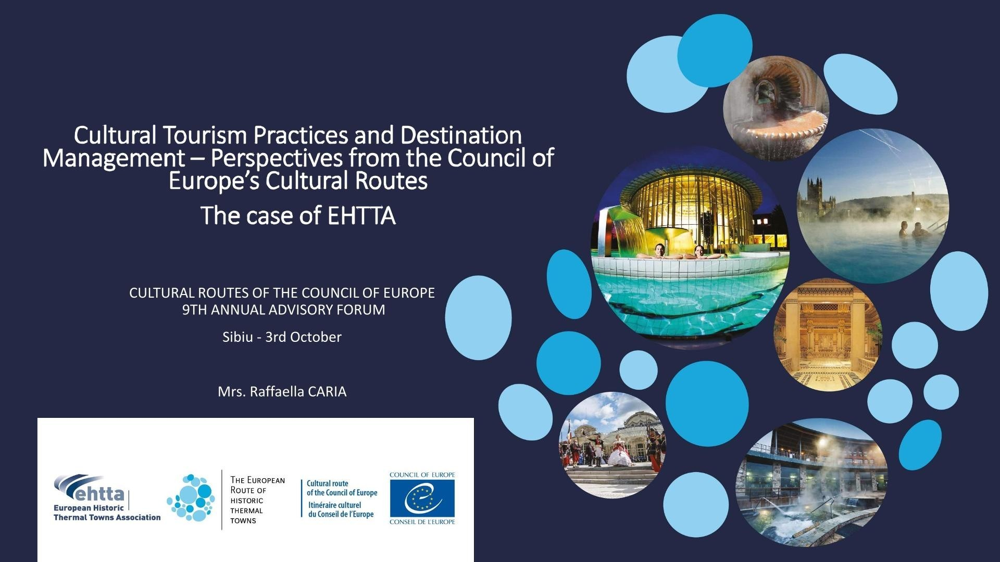 Cultural Tourism Practices and Destination
Management – Perspectives from the Council of
Europe’s Cultural Routes
The case of EHTTA
CULTURAL ROUTES OF THE COUNCIL OF EUROPE
9TH ANNUAL ADVISORY FORUM
Sibiu - 3rd October
Mrs. Raffaella CARIA
ehtta
European Historic
Thermal Towns Association
THE EUROPEAN
ROUTE OF
HISTORIC
THERMAL
TOWNS
Cultural route
of the Council of Europe
Itinéraire culturel
du Conseil de l'Europe
COUNCIL OF EUROPE
CONSEIL DE L'EUROPE